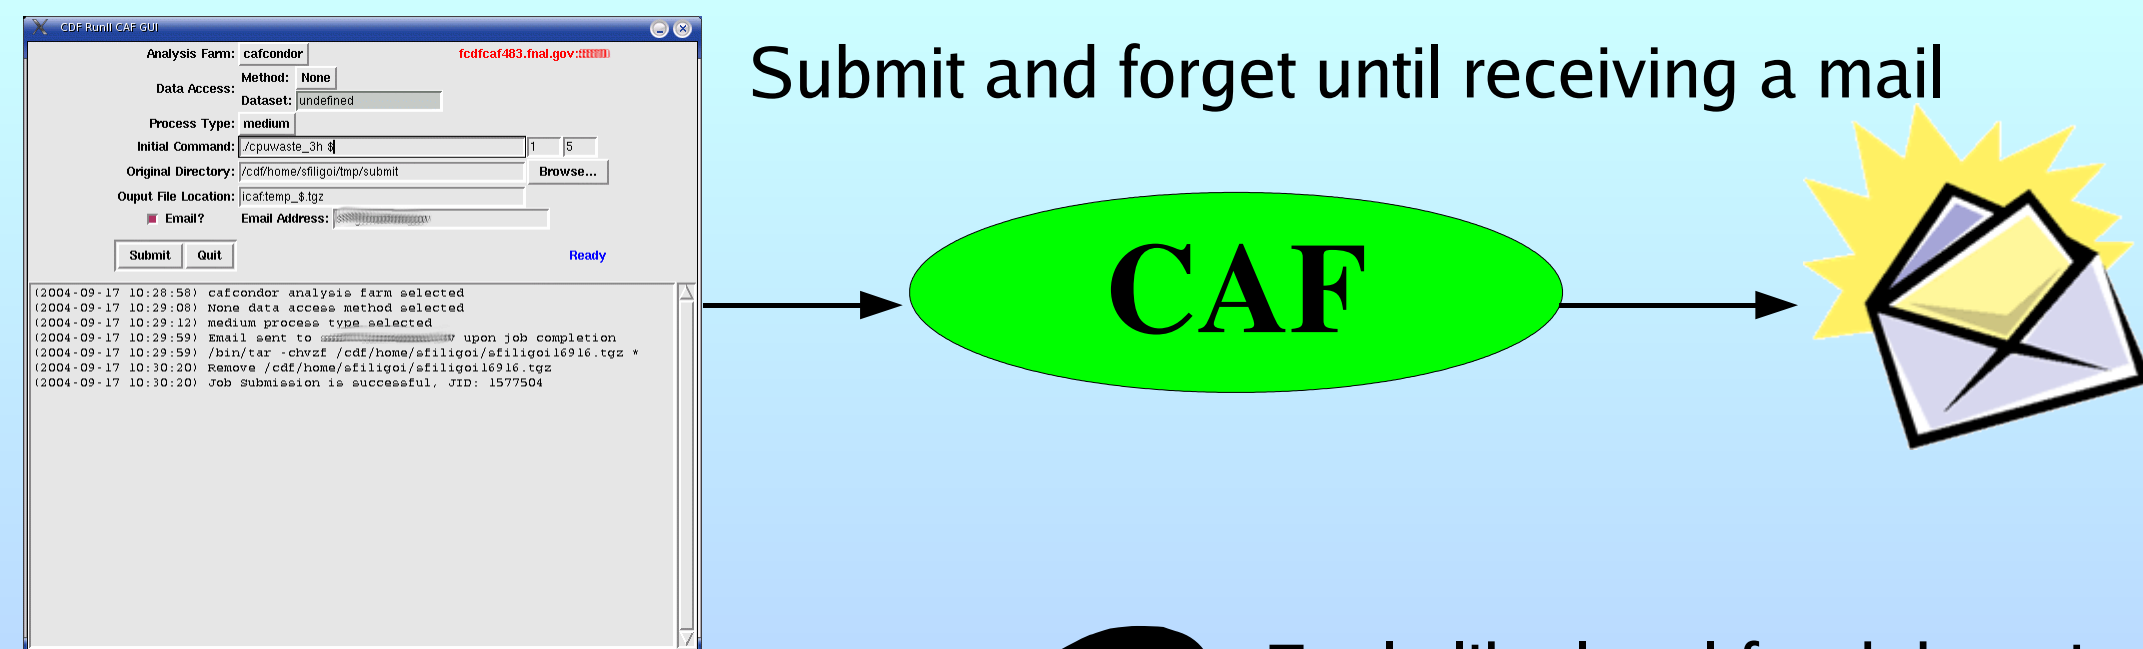 CDF RunII CAF GUI
Analysis Farm: cafcondor fcdfcaf483.fnal.gov:
Data Access: Method: None
Dataset: undefined
Process Type: medium
Initial Command: ./cpuwaste_3h $ 1 5
Original Directory: /cdf/home/sfiligoi/tmp/submit Browse...
Ouput File Location: icaf:temp_$.tgz
Email? Email Address:
Submit Quit Ready
(2004-09-17 10:28:58) cafcondor analysis farm selected
(2004-09-17 10:29:08) None data access method selected
(2004-09-17 10:29:12) medium process type selected
(2004-09-17 10:29:59) Email sent to upon job completion
(2004-09-17 10:29:59) /bin/tar -chvzf /cdf/home/sfiligoi/sfiligoi16916.tgz *
(2004-09-17 10:30:20) Remove /cdf/home/sfiligoi/sfiligoi16916.tgz
(2004-09-17 10:30:20) Job Submission is successful, JID: 1577504
Submit and forget until receiving a mail
CAF